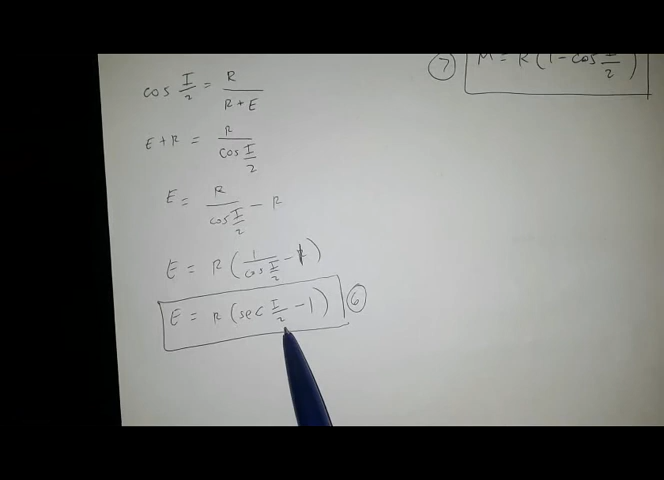 cos I/2 = R/(R+E)
E+R = R/(cos I/2)
E = R/(cos I/2) - R
E = R(1/(cos I/2) - 1)
E = R(sec I/2 - 1) ⑥
⑦ M = R(1-cos I/2)